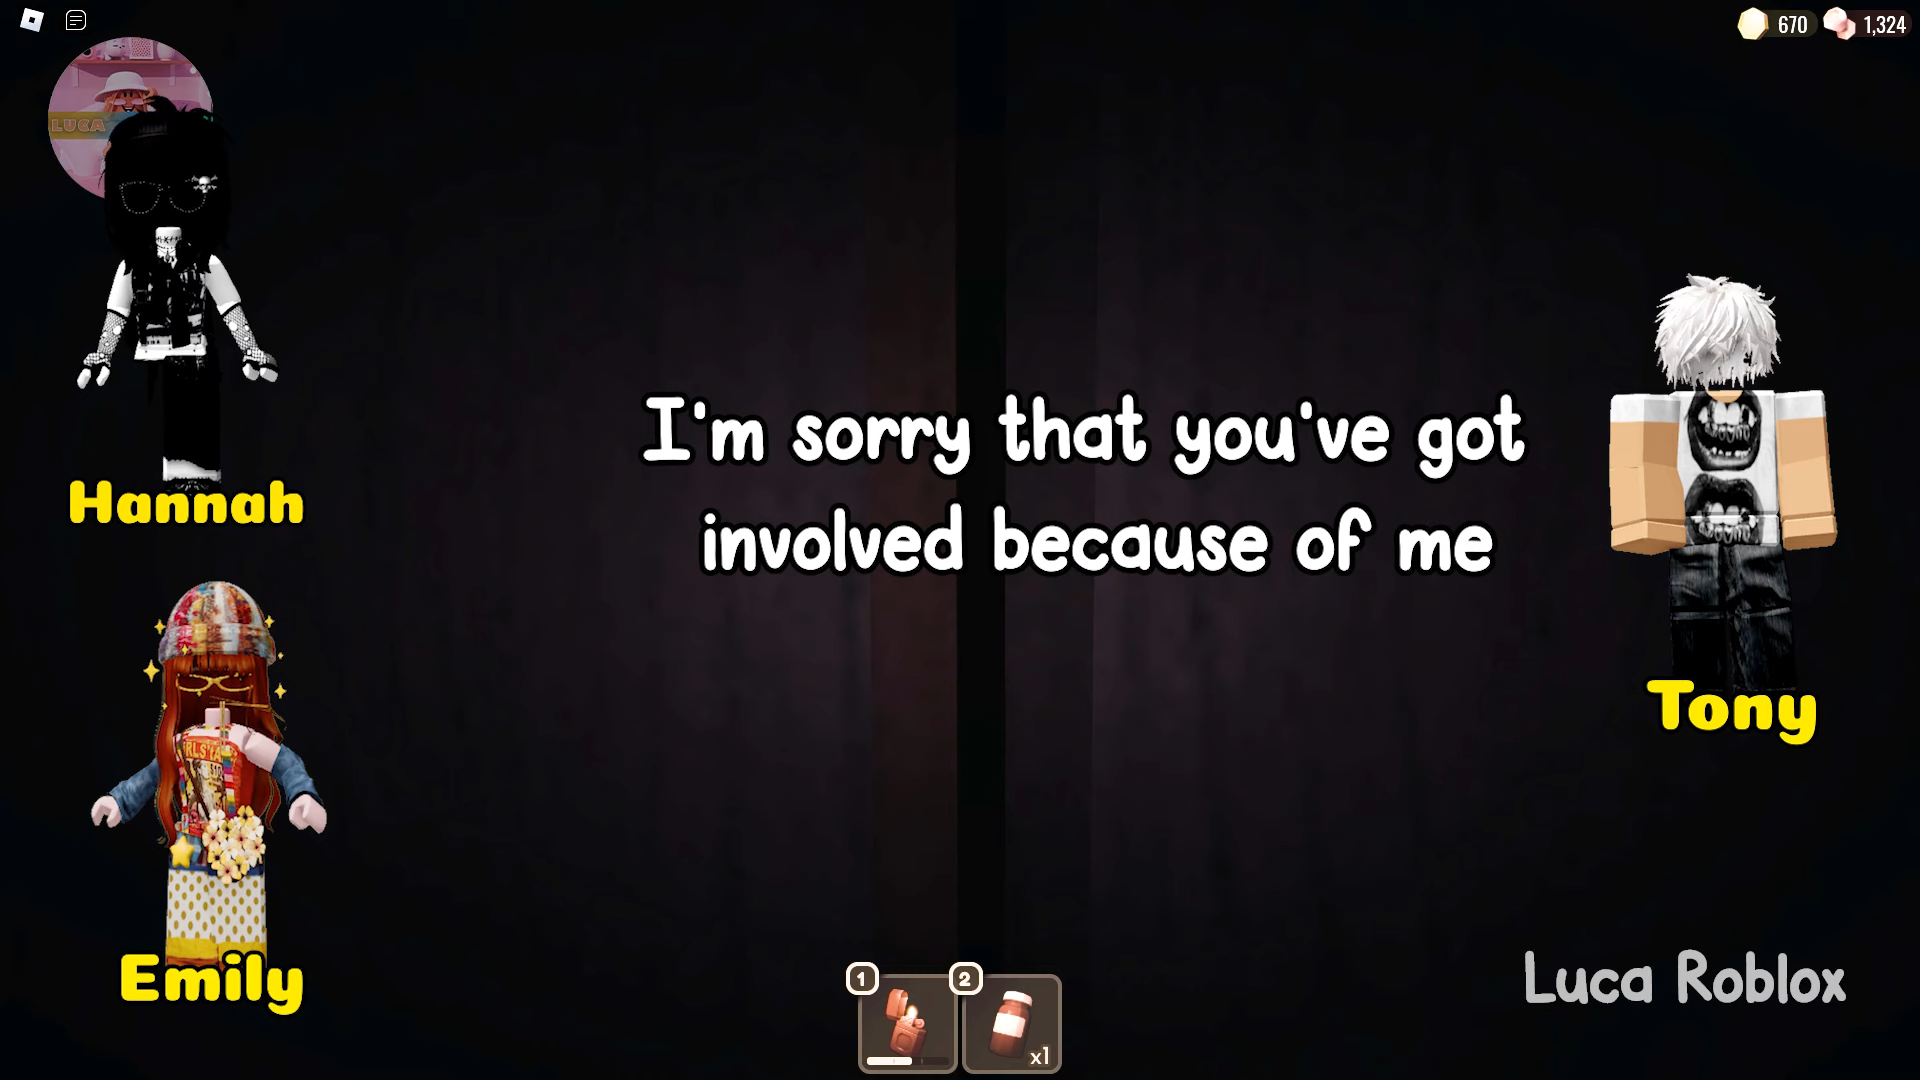 670
1,324
LUCA
Hannah
I'm sorry that you've got
involved because of me
Tony
Emily
1
2
x1
Luca Roblox